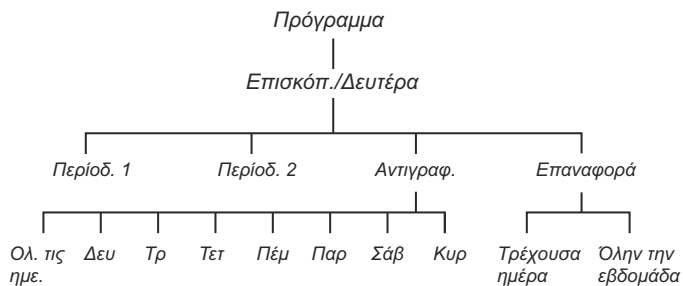 Πρόγραμμα
Επισκόπ./Δευτέρα
Περίοδ. 1 Περίοδ. 2 Αντιγραφ. Επαναφορά
Ολ. τις Δευ Τρ Τετ Πέμ Παρ Σάβ Κυρ Τρέχουσα Όλην την
ημε. ημέρα εβδομάδα